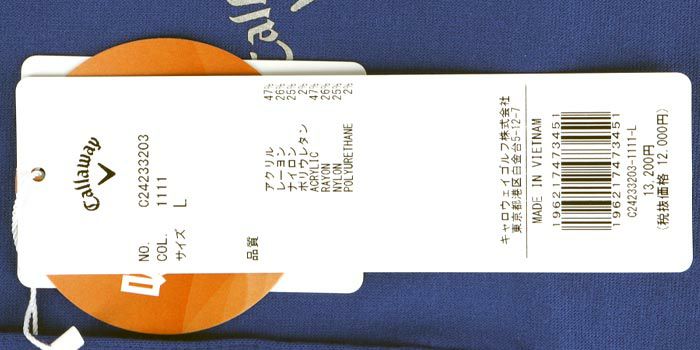 Callaway
NO. C24233203
COL. 1111
サイズ L
品質
アクリル 47%
レーヨン 26%
ナイロン 25%
ポリウレタン 2%
ACRYLIC 47%
RAYON 26%
NYLON 25%
POLYURETHANE 2%
キャロウェイゴルフ株式会社
東京都港区白金台5-12-7
MADE IN VIETNAM
196217473451
196217473451
C24233203-1111-L
13,200円
(税抜価格 12,000円)